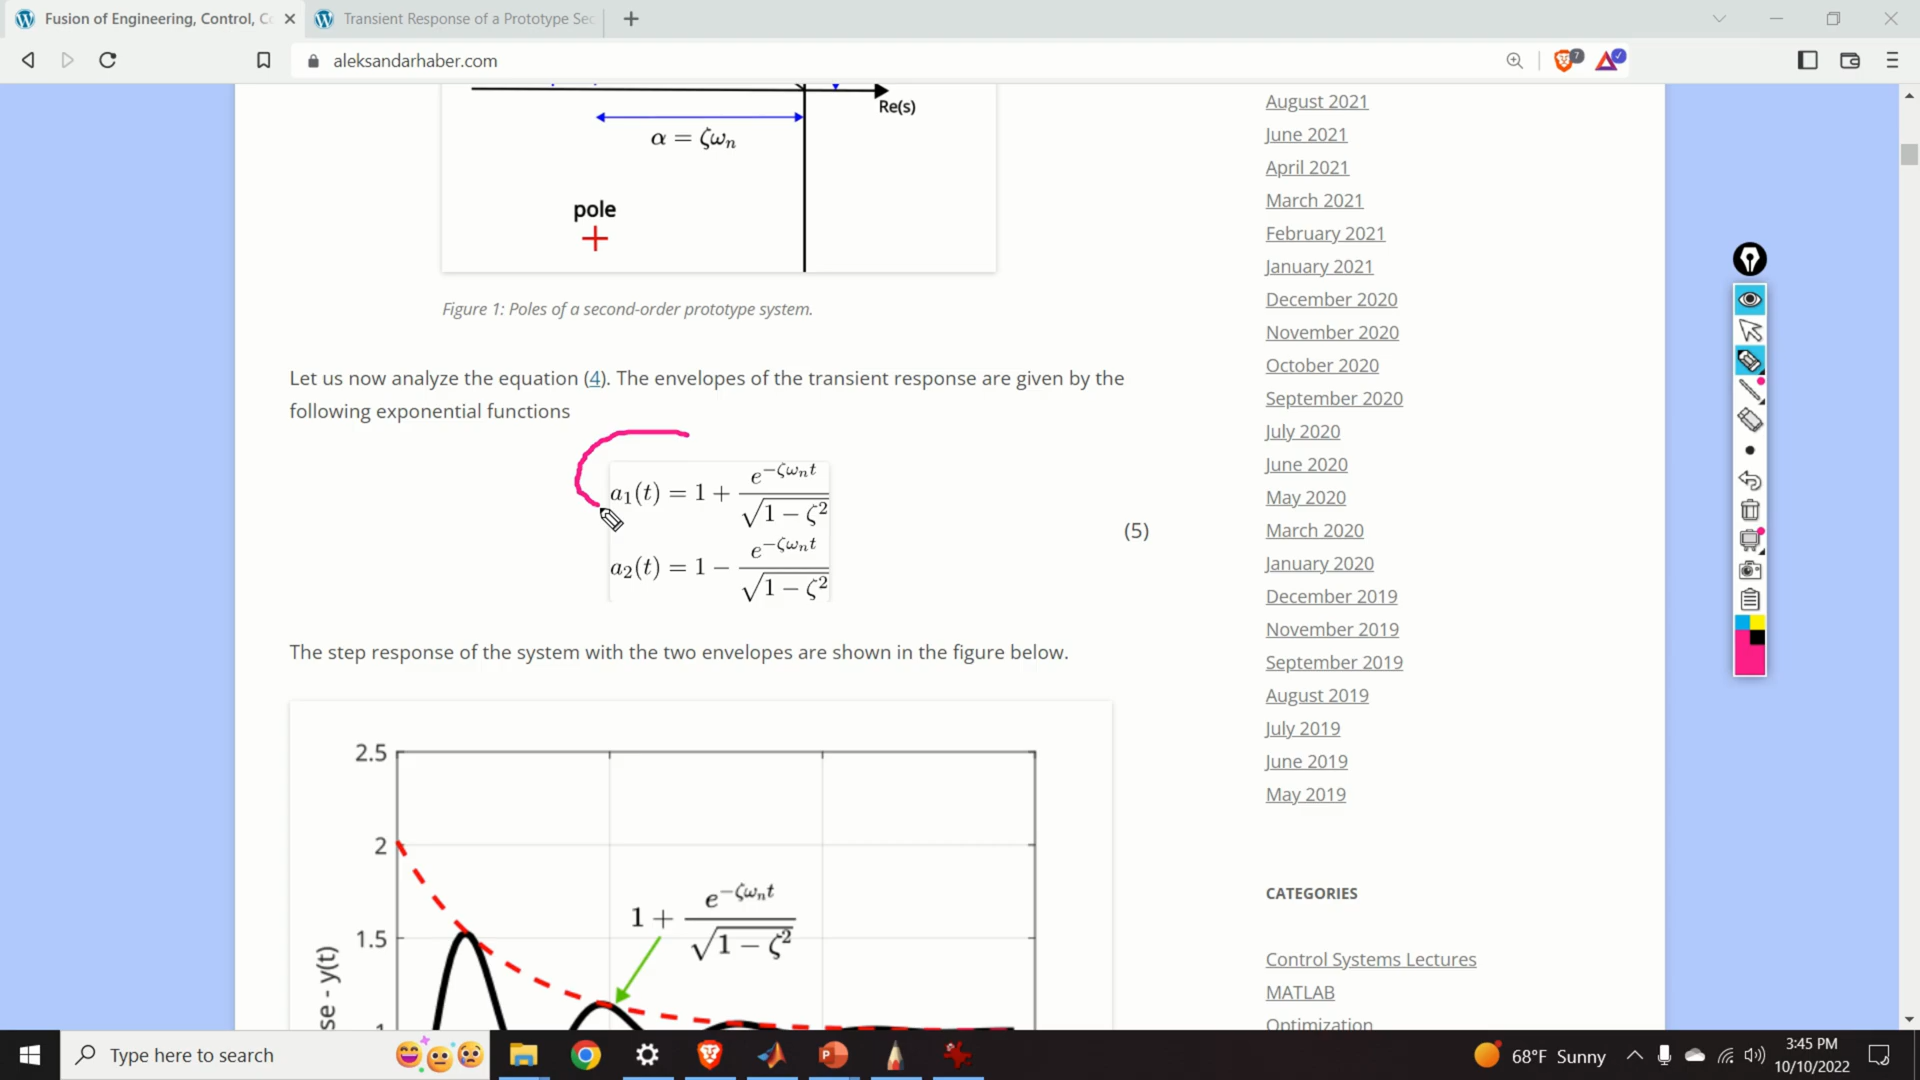 Fusion of Engineering, Control, Co
Transient Response of a Prototype Sec
aleksandarhaber.com
7
Re(s)
α = ζωₙ
pole
Figure 1: Poles of a second-order prototype system.
Let us now analyze the equation (4). The envelopes of the transient response are given by the
following exponential functions
a₁(t) = 1 + e^{-ζωₙt} / √(1 − ζ²)
a₂(t) = 1 − e^{-ζωₙt} / √(1 − ζ²)
(5)
The step response of the system with the two envelopes are shown in the figure below.
2.5
2
1.5
1
1 + e^{-ζωₙt} / √(1 − ζ²)
se - y(t)
August 2021
June 2021
April 2021
March 2021
February 2021
January 2021
December 2020
November 2020
October 2020
September 2020
July 2020
June 2020
May 2020
March 2020
January 2020
December 2019
November 2019
September 2019
August 2019
July 2019
June 2019
May 2019
CATEGORIES
Control Systems Lectures
MATLAB
Optimization
Type here to search
68°F Sunny
3:45 PM
10/10/2022